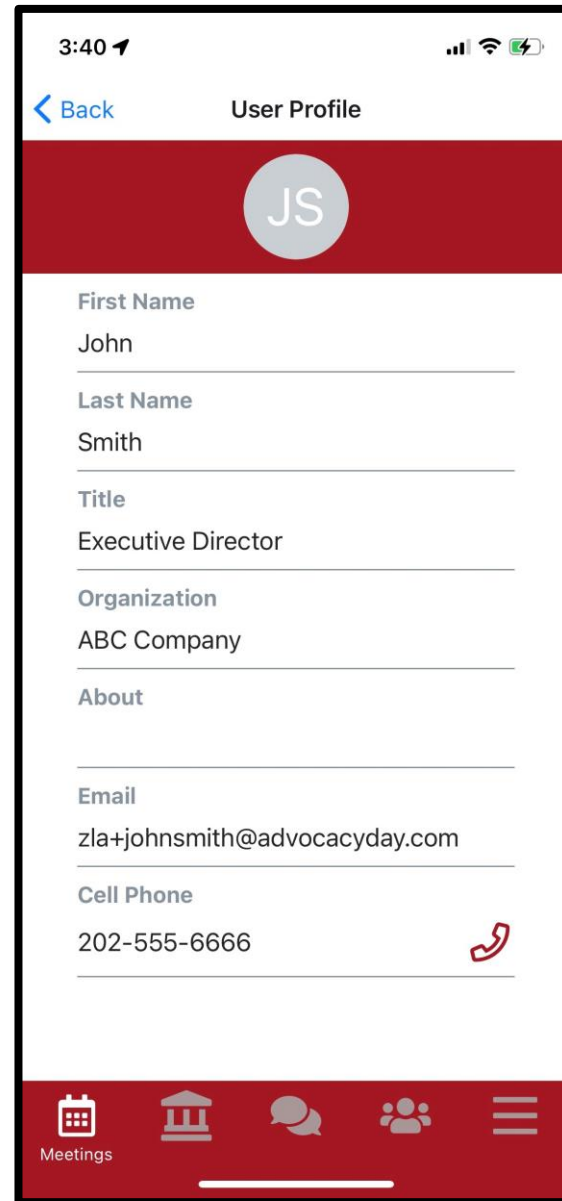 3:40
Back
User Profile
JS
First Name
John
Last Name
Smith
Title
Executive Director
Organization
ABC Company
About
Email
zla+johnsmith@advocacyday.com
Cell Phone
202-555-6666
Meetings